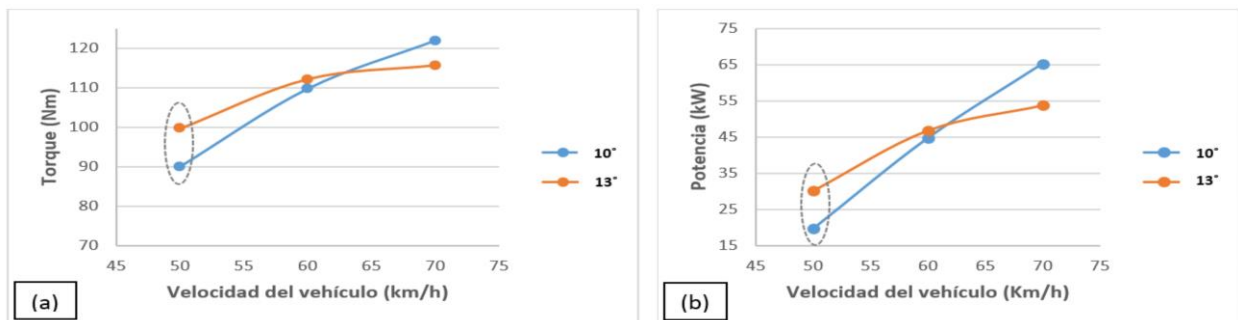 Torque (Nm)
120
110
100
90
80
70
45 50 55 60 65 70 75
Velocidad del vehículo (km/h)
10°
13°
(a)
Potencia (kW)
75
65
55
45
35
25
15
45 50 55 60 65 70 75
Velocidad del vehículo (Km/h)
10°
13°
(b)